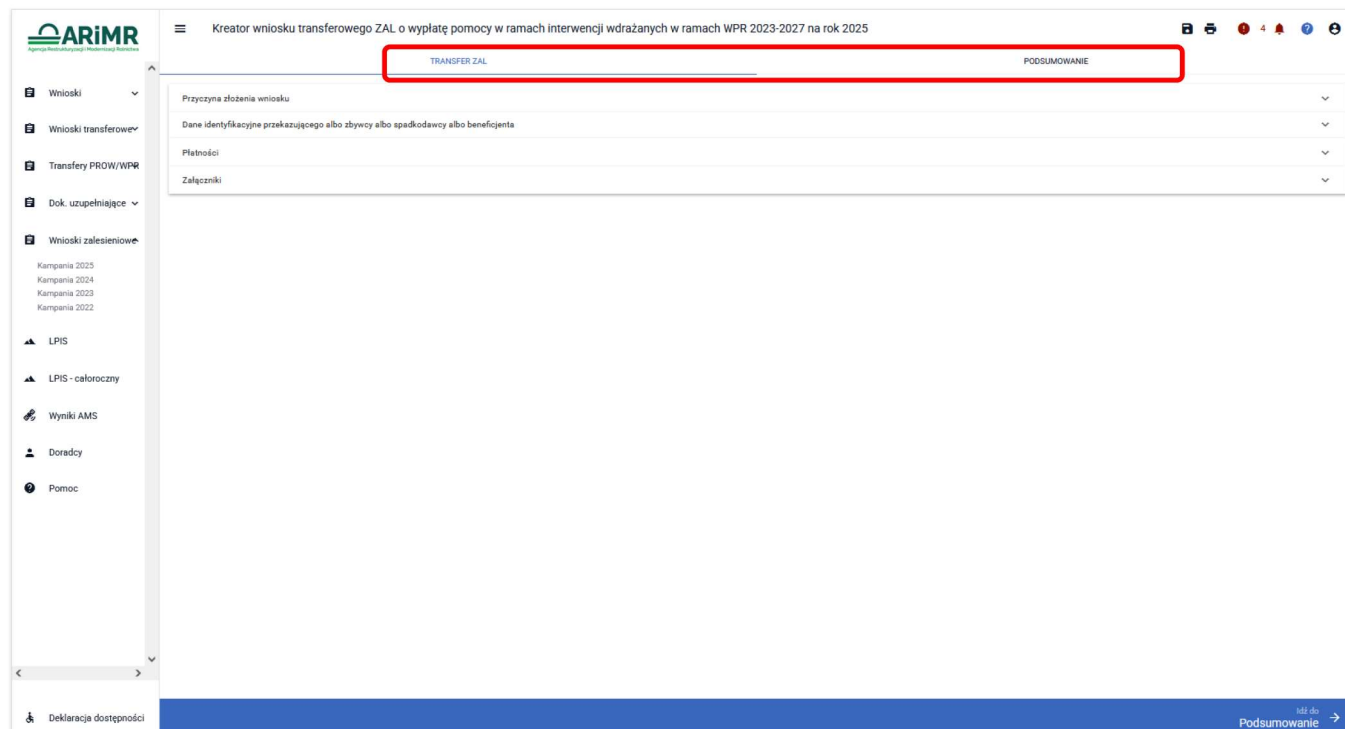 ARiMR
Agencja Restrukturyzacji i Modernizacji Rolnictwa
Kreator wniosku transferowego ZAL o wypłatę pomocy w ramach interwencji wdrażanych w ramach WPR 2023-2027 na rok 2025
4
TRANSFER ZAL
PODSUMOWANIE
Przyczyna złożenia wniosku
Dane identyfikacyjne przekazującego albo zbywcy albo spadkodawcy albo beneficjenta
Płatności
Załączniki
Wnioski
Wnioski transferowe
Transfery PROW/WPR
Dok. uzupełniające
Wnioski zalesieniowe
Kampania 2025
Kampania 2024
Kampania 2023
Kampania 2022
LPIS
LPIS - całoroczny
Wyniki AMS
Doradcy
Pomoc
Deklaracja dostępności
Idź do
Podsumowanie